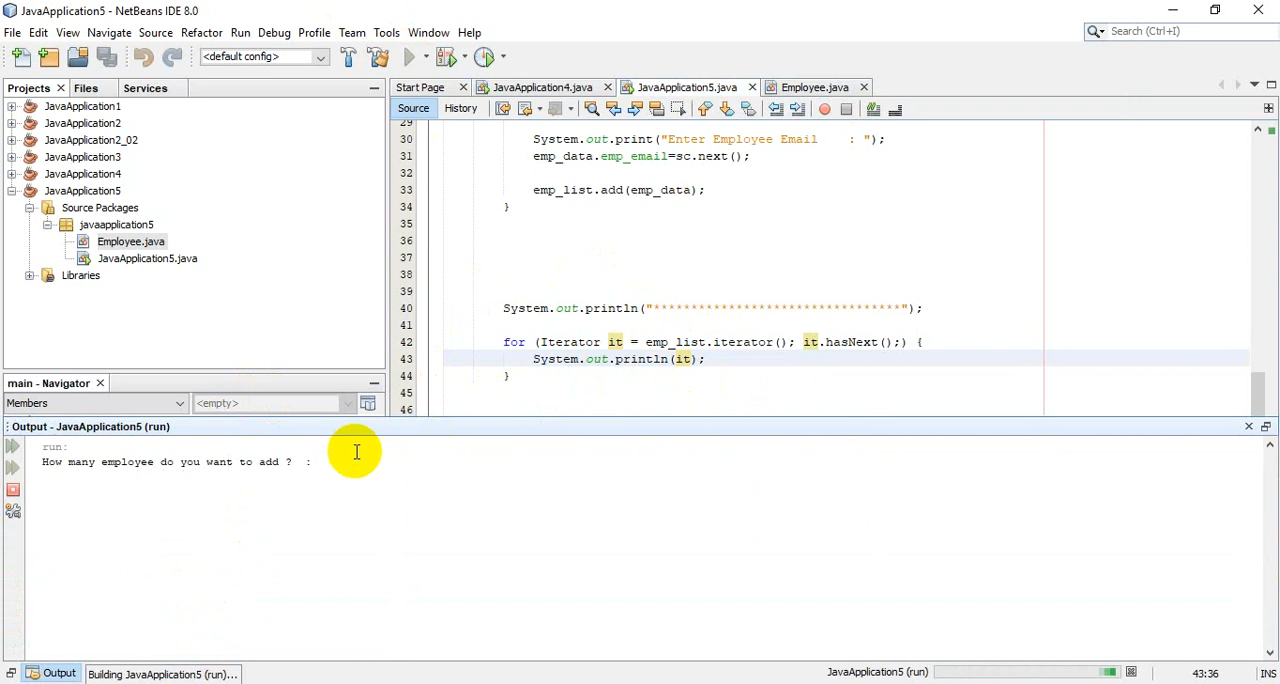 JavaApplication5 - NetBeans IDE 8.0
File Edit View Navigate Source Refactor Run Debug Profile Team Tools Window Help
Search (Ctrl+I)
<default config>
Projects Files Services
Start Page JavaApplication4.java JavaApplication5.java Employee.java
Source History
JavaApplication1
JavaApplication2
JavaApplication2_02
JavaApplication3
JavaApplication4
JavaApplication5
Source Packages
javaapplication5
Employee.java
JavaApplication5.java
Libraries
main - Navigator
Members <empty>
29
30 System.out.print("Enter Employee Email    : ");
31 emp_data.emp_email=sc.next();
32
33 emp_list.add(emp_data);
34 }
35
36
37
38
39
40 System.out.println("*********************************");
41
42 for (Iterator it = emp_list.iterator(); it.hasNext();) {
43 System.out.println(it);
44 }
45
46
Output - JavaApplication5 (run)
run:
How many employee do you want to add ?  :
Output Building JavaApplication5 (run)... JavaApplication5 (run) 43:36 INS